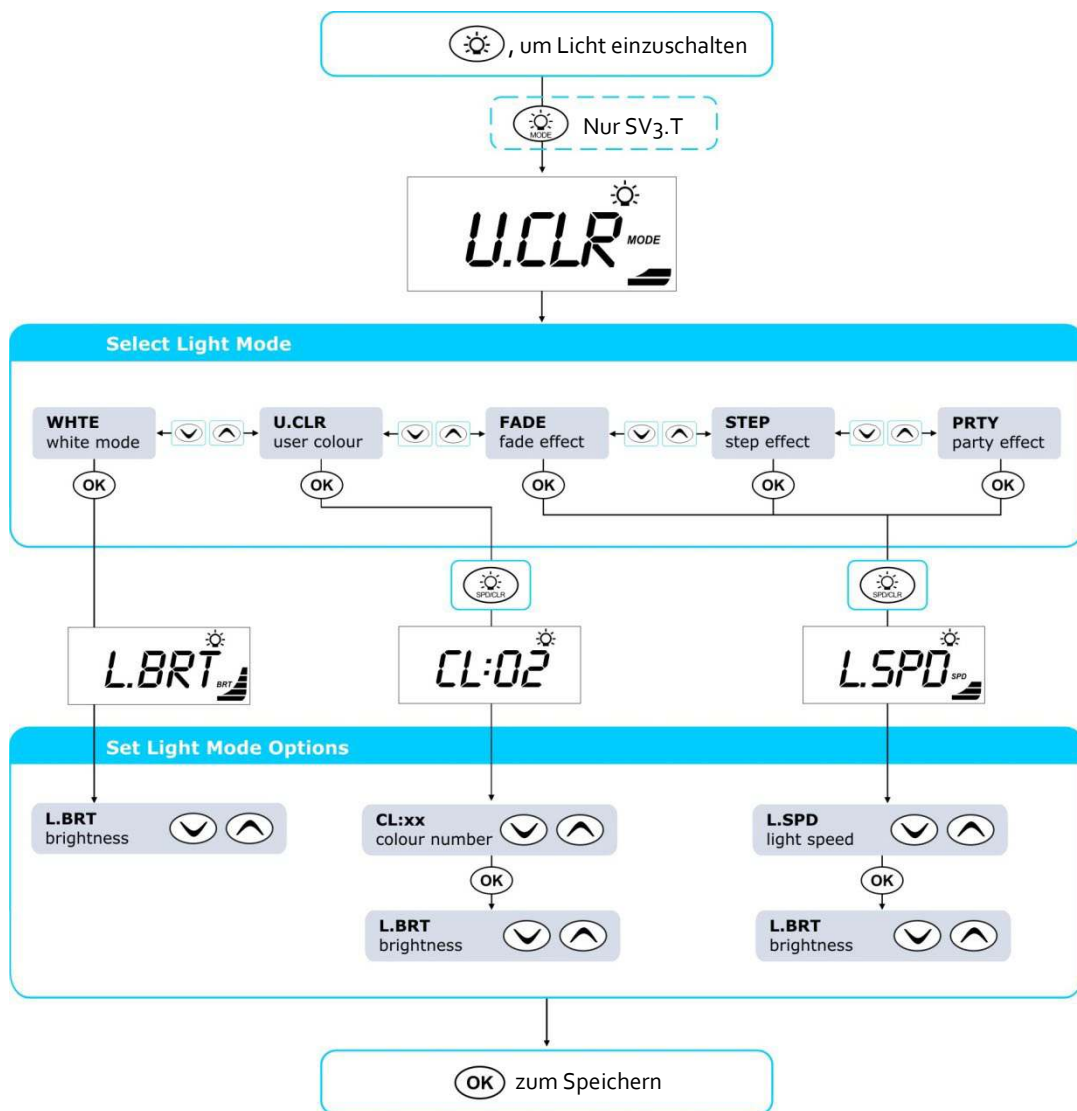 , um Licht einzuschalten
MODE
Nur SV3.T
U.CLR
MODE
Select Light Mode
WHTE
white mode
U.CLR
user colour
FADE
fade effect
STEP
step effect
PRTY
party effect
OK
OK
OK
OK
OK
SPD/CLR
SPD/CLR
L.BRT
BRT
CL:02
L.SPD
SPD
Set Light Mode Options
L.BRT
brightness
CL:xx
colour number
L.SPD
light speed
OK
OK
L.BRT
brightness
L.BRT
brightness
OK zum Speichern